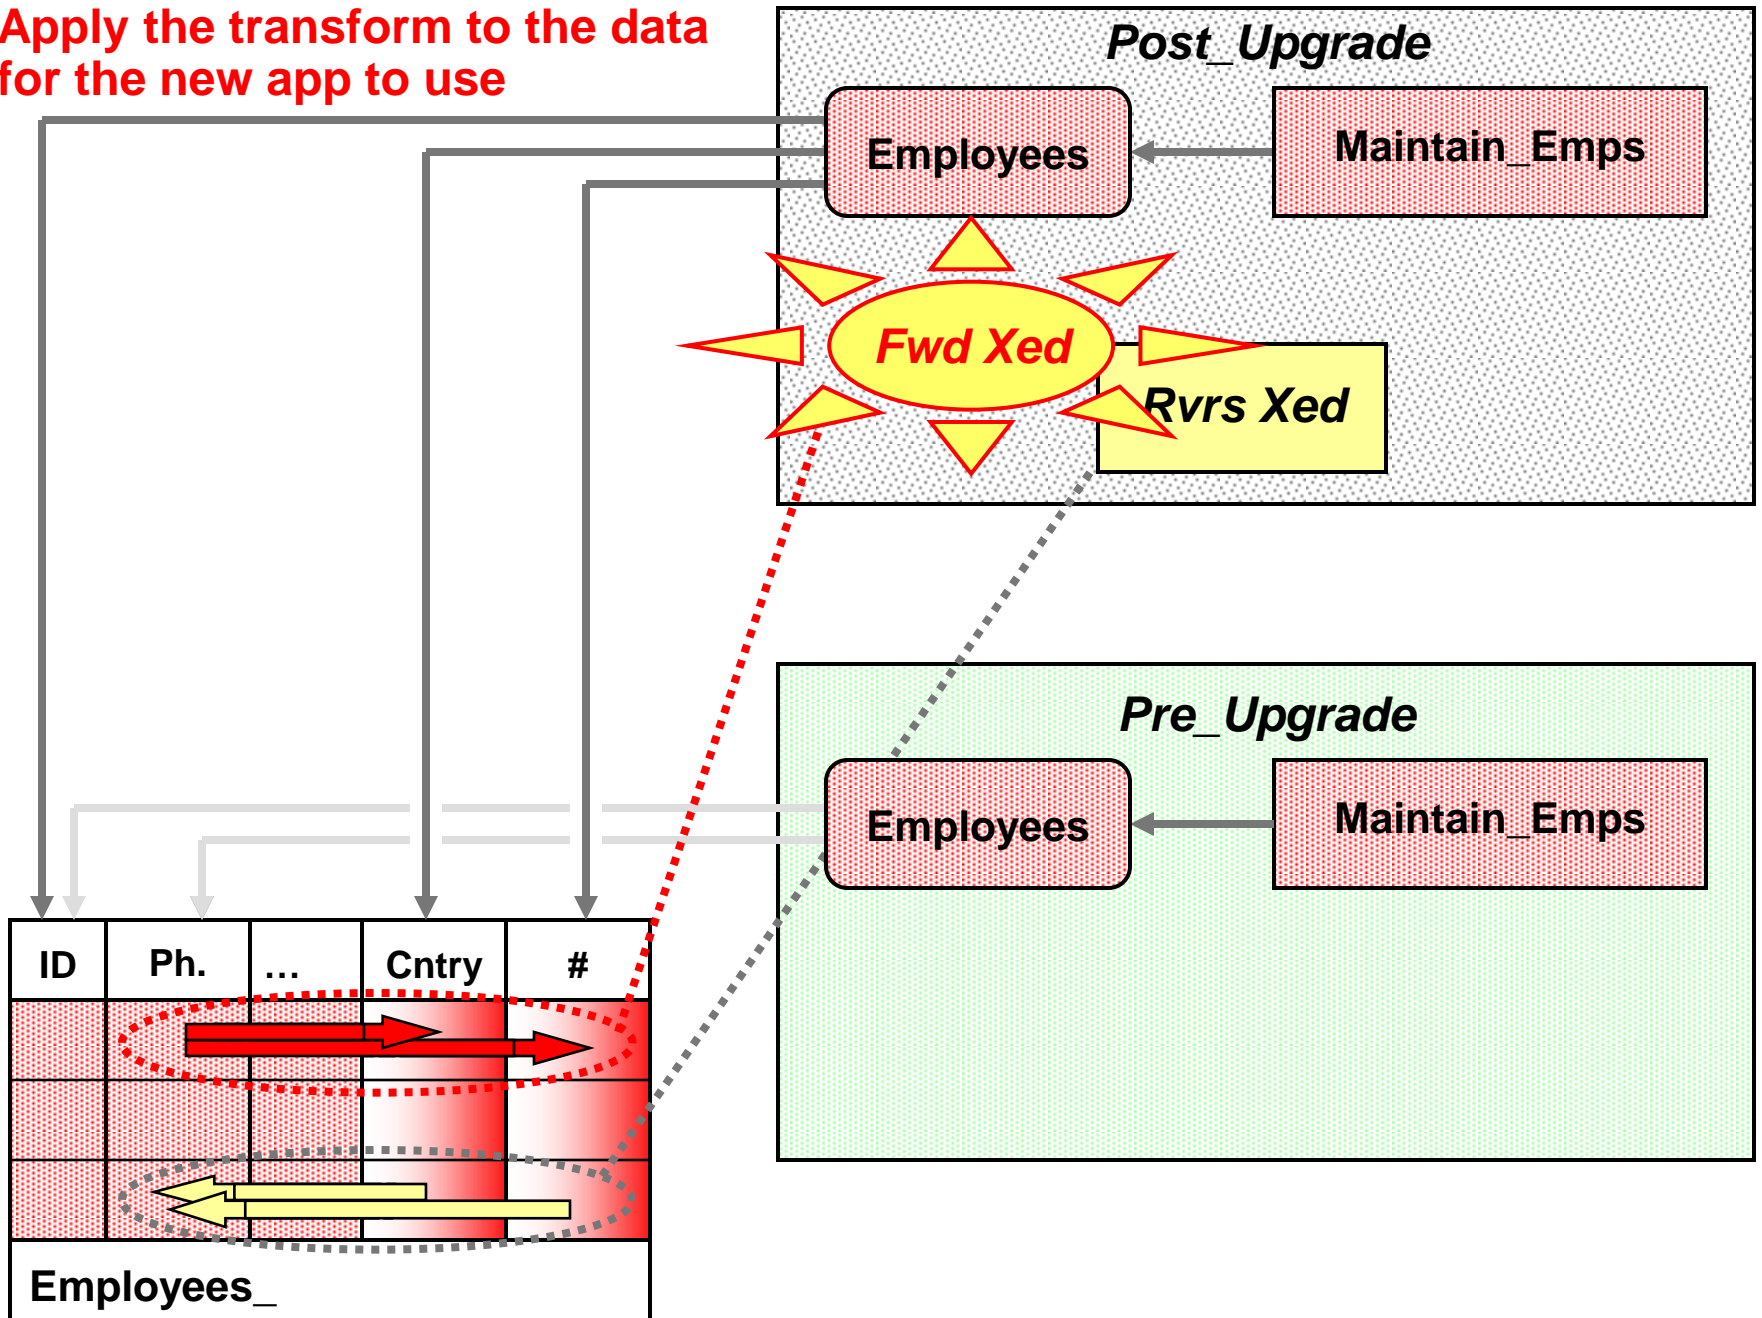 Apply the transform to the data
for the new app to use
Post_Upgrade
Employees
Maintain_Emps
Fwd Xed
Rvrs Xed
Pre_Upgrade
Employees
Maintain_Emps
ID Ph. … Cntry #
Employees_